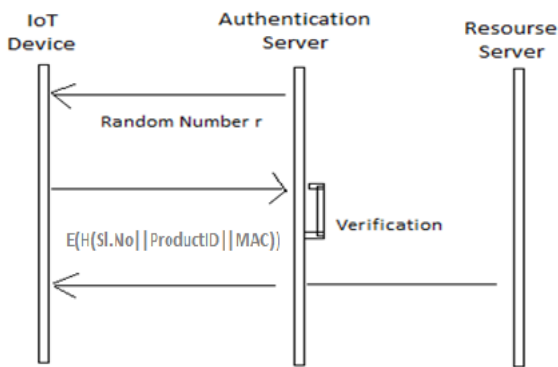 IoT
Device
Authentication
Server
Resourse
Server
Random Number r
E(H(Sl.No||ProductID||MAC))
Verification